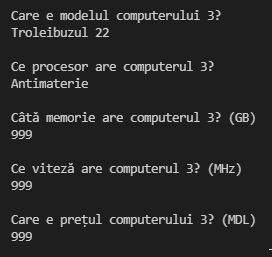 Care e modelul computerului 3?
Troleibuzul 22
Ce procesor are computerul 3?
Antimaterie
Câtă memorie are computerul 3? (GB)
999
Ce viteză are computerul 3? (MHz)
999
Care e prețul computerului 3? (MDL)
999